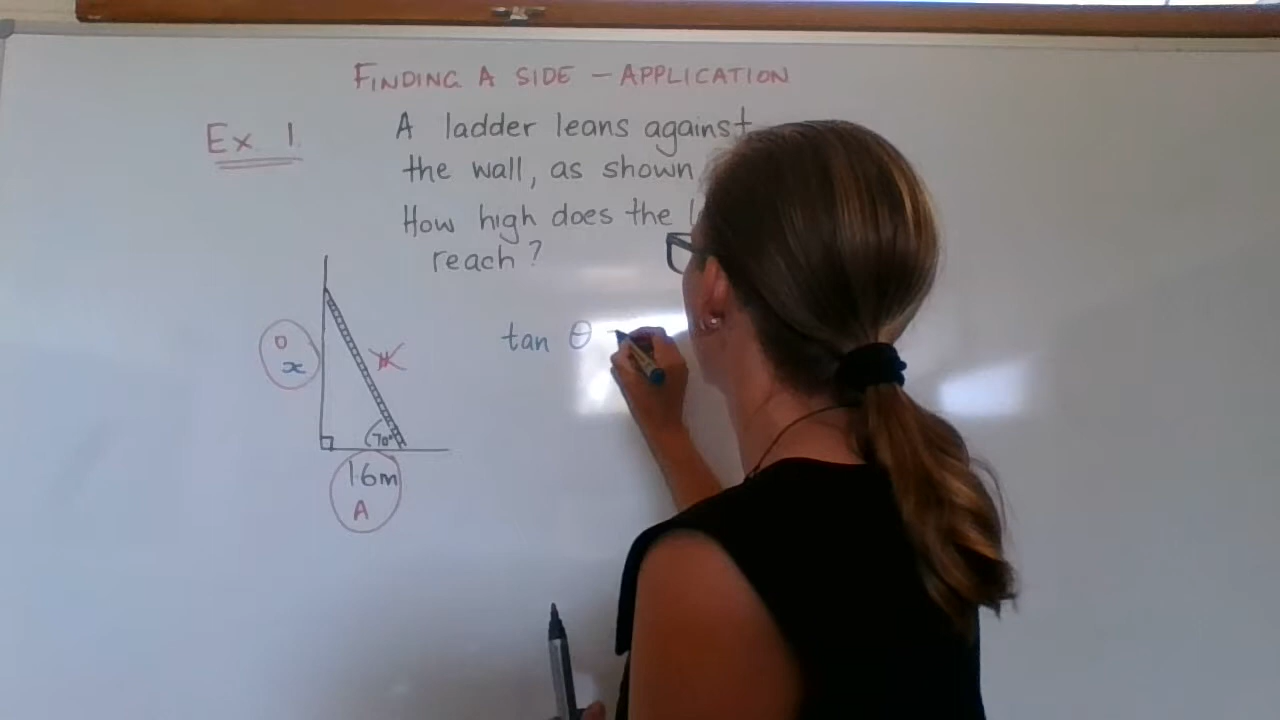 FINDING A SIDE — APPLICATION
Ex 1.
A ladder leans against
the wall, as shown
How high does the
reach?
O
x
H
tan θ
70°
1.6m
A